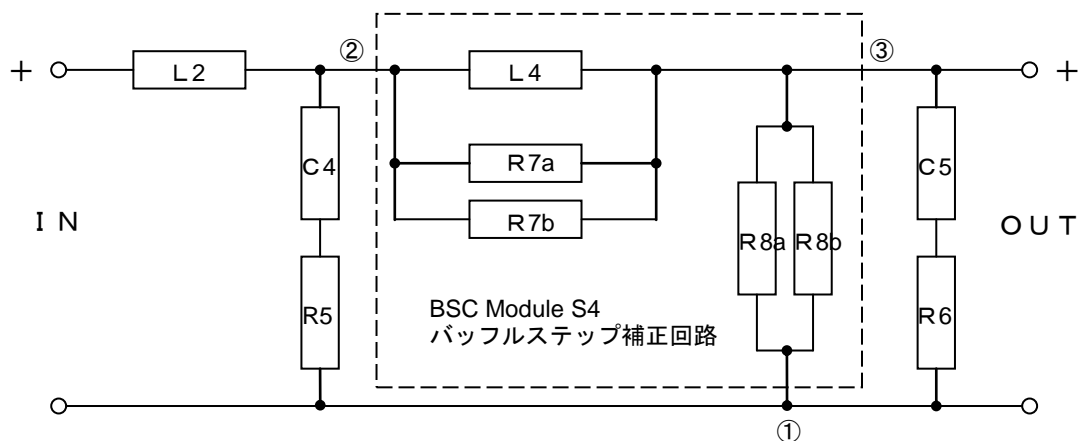 ②
③
＋
Ｌ２
Ｌ４
＋
Ｃ４
Ｒ７a
Ｃ５
Ｒ７b
ＩＮ
Ｒ８a
Ｒ８b
ＯＵＴ
Ｒ５
BSC Module S4
バッフルステップ補正回路
Ｒ６
①